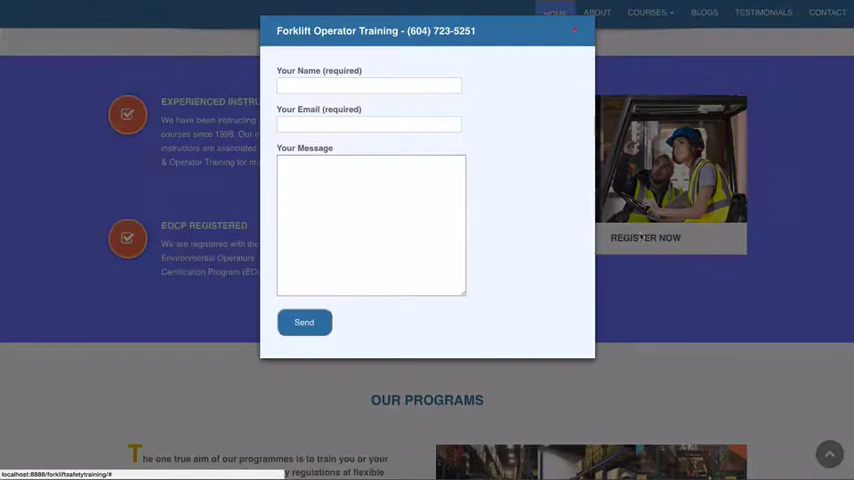 HOME ABOUT COURSES BLOGS TESTIMONIALS CONTACT
Forklift Operator Training - (604) 723-5251
Your Name (required)
Your Email (required)
Your Message
Send
EXPERIENCED INSTRU
We have been instructing
courses since 1998. Our e
instructors are associated
& Operator Training for m
EOCP REGISTERED
We are registered with the
Environmental Operators
Certification Program (EO
REGISTER NOW
OUR PROGRAMS
The one true aim of our programmes is to train you or your
y regulations at flexible
localhost:8888/forkliftsafetytraining/#